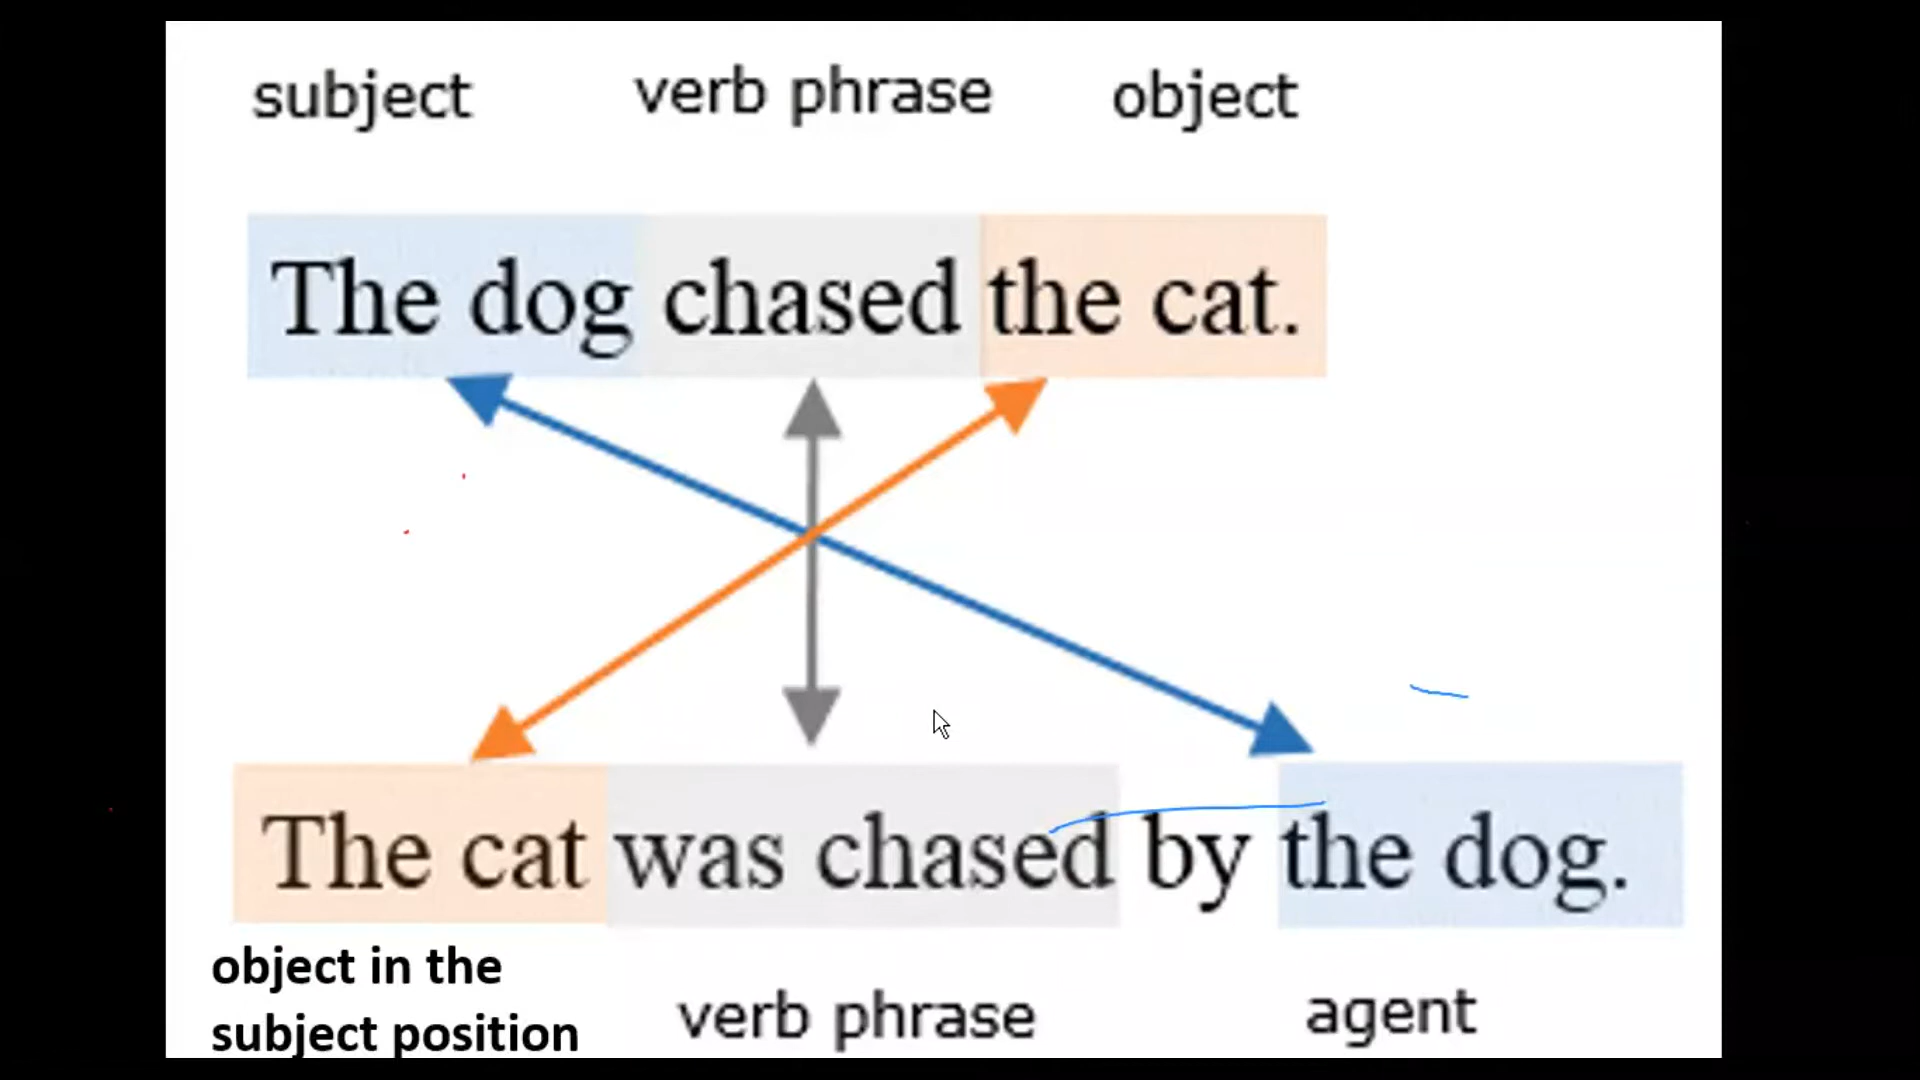 subject verb phrase object
The dog chased the cat.
The cat was chased by the dog.
object in the
subject position
verb phrase agent